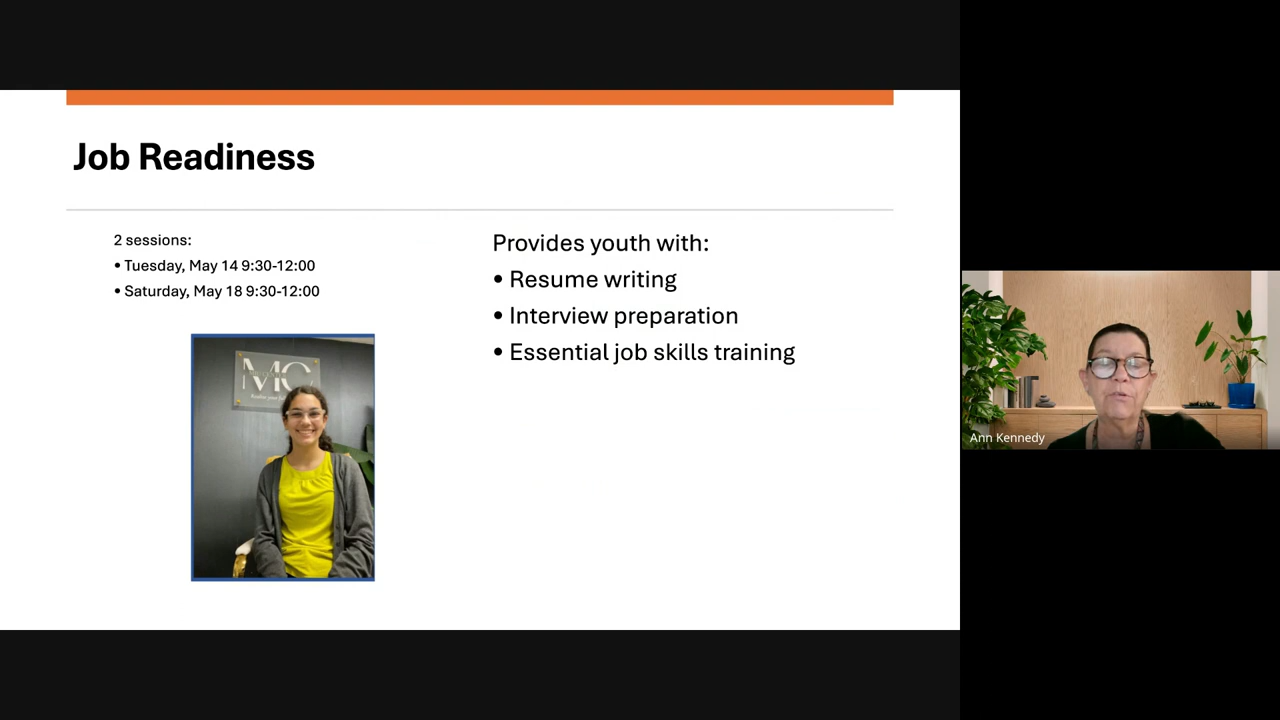 Job Readiness
2 sessions:
• Tuesday, May 14 9:30-12:00
• Saturday, May 18 9:30-12:00
Provides youth with:
• Resume writing
• Interview preparation
• Essential job skills training
MC
Ann Kennedy